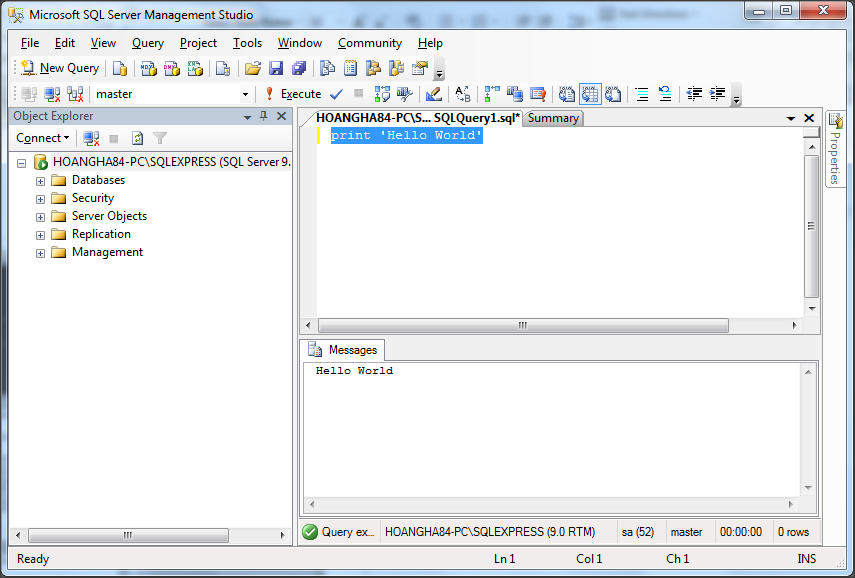 Microsoft SQL Server Management Studio
File Edit View Query Project Tools Window Community Help
New Query
master Execute
Object Explorer
Connect
HOANGHA84-PC\SQLEXPRESS (SQL Server 9.
Databases
Security
Server Objects
Replication
Management
HOANGHA84-PC\S... SQLQuery1.sql* Summary
print 'Hello World'
Properties
Messages
Hello World
Query ex... HOANGHA84-PC\SQLEXPRESS (9.0 RTM) sa (52) master 00:00:00 0 rows
Ready Ln 1 Col 1 Ch 1 INS